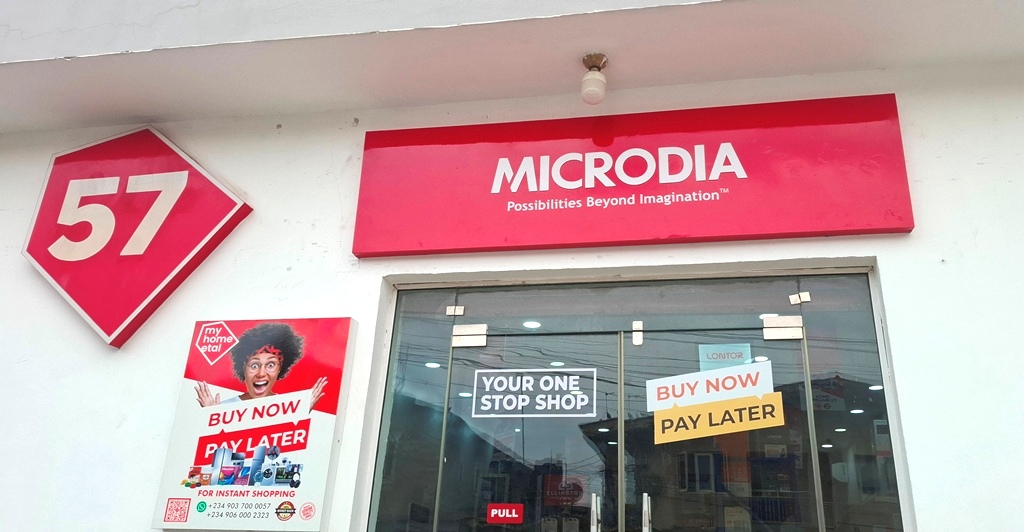 57
MICRODIA
Possibilities Beyond Imagination™
my
home
etal
BUY NOW
PAY LATER
FOR INSTANT SHOPPING
+234 903 700 0057
+234 906 000 2323
YOUR ONE
STOP SHOP
LONTOR
BUY NOW
PAY LATER
PULL